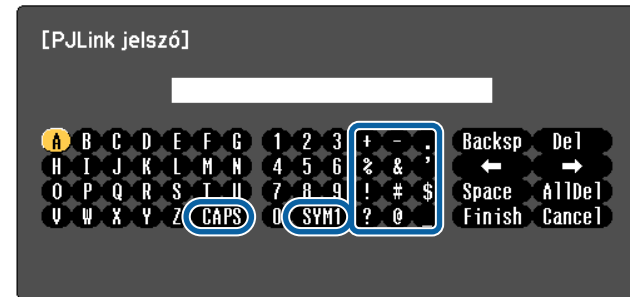 [PJLink jelszó]
A B C D E F G 1 2 3 + - . Backsp Del
H I J K L M N 4 5 6 % & ' ← →
O P Q R S T U 7 8 9 ! # $ Space AllDel
V W X Y Z CAPS 0 SYM1 ? @ _ Finish Cancel